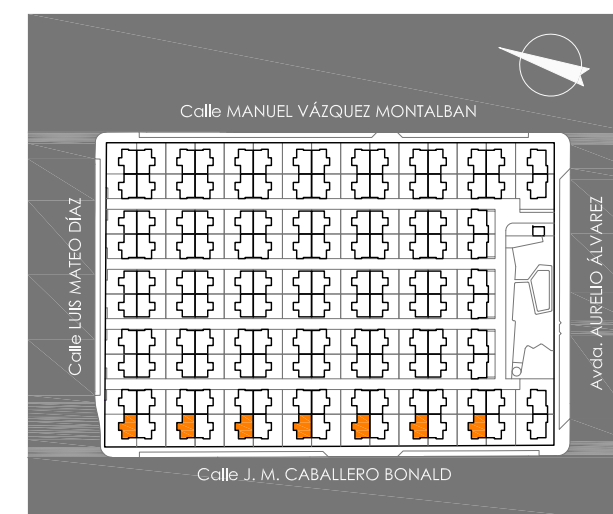 Calle MANUEL VÁZQUEZ MONTALBAN
Calle LUIS MATEO DÍAZ
Avda. AURELIO ÁLVAREZ
Calle J. M. CABALLERO BONALD